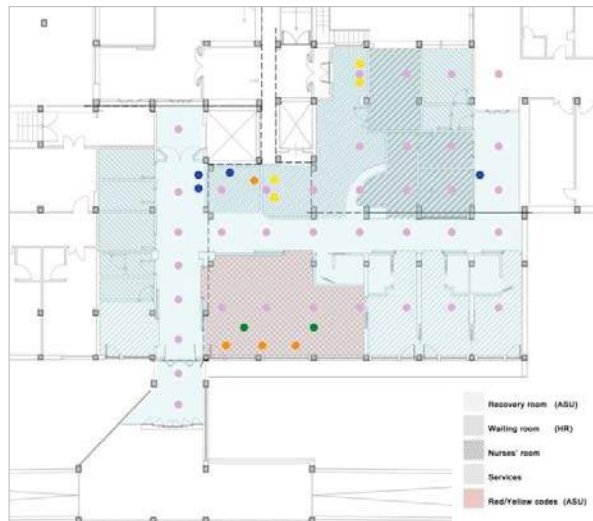 Recovery room (ASU)
Waiting room (HR)
Nurses' room
Services
Red/Yellow codes (ASU)